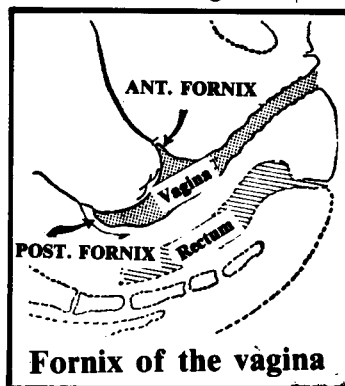 ANT. FORNIX
Vagina
POST. FORNIX
Rectum
Fornix of the vagina